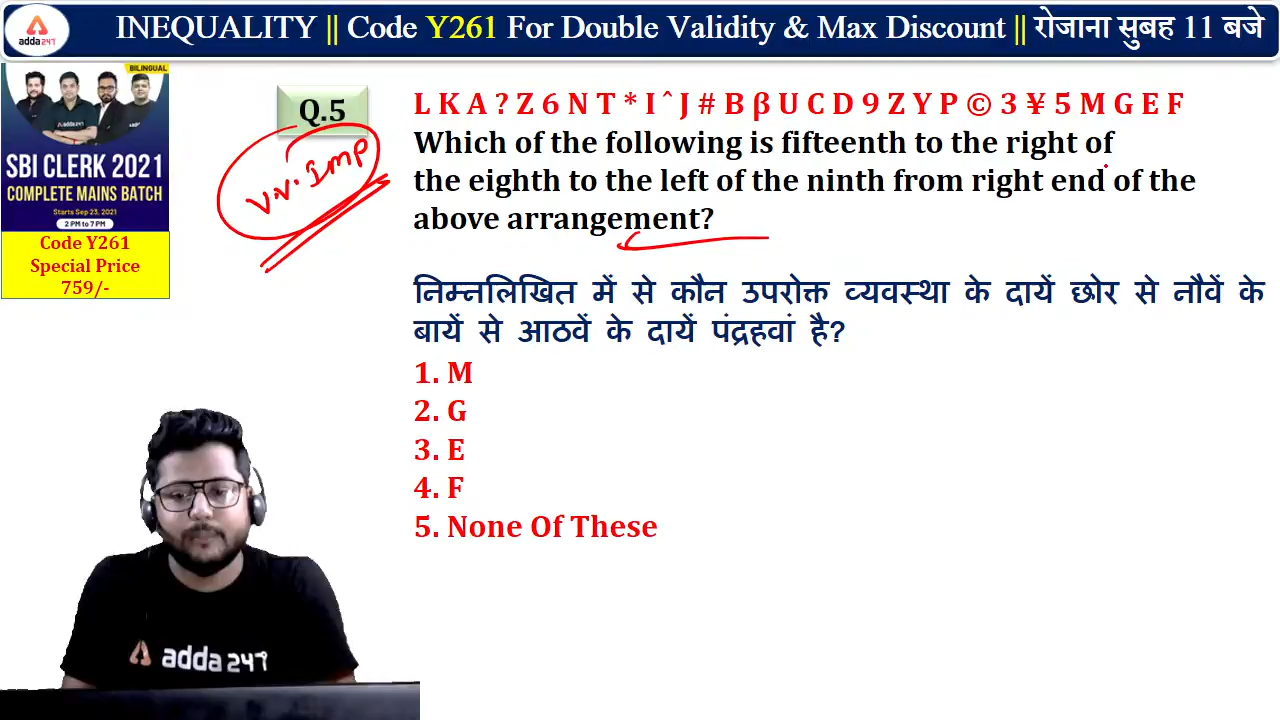 INEQUALITY || Code Y261 For Double Validity & Max Discount || रोजाना सुबह 11 बजे
adda247
BILINGUAL
SBI CLERK 2021
COMPLETE MAINS BATCH
Starts Sep 23, 2021
2 PM to 7 PM
Code Y261
Special Price
759/-
Q.5
V.V. Imp
L K A ? Z 6 N T * I ˆ J # B β U C D 9 Z Y P © 3 ¥ 5 M G E F
Which of the following is fifteenth to the right of
the eighth to the left of the ninth from right end of the
above arrangement?
निम्नलिखित में से कौन उपरोक्त व्यवस्था के दायें छोर से नौवें के
बायें से आठवें के दायें पंद्रहवां है?
1. M
2. G
3. E
4. F
5. None Of These
adda247